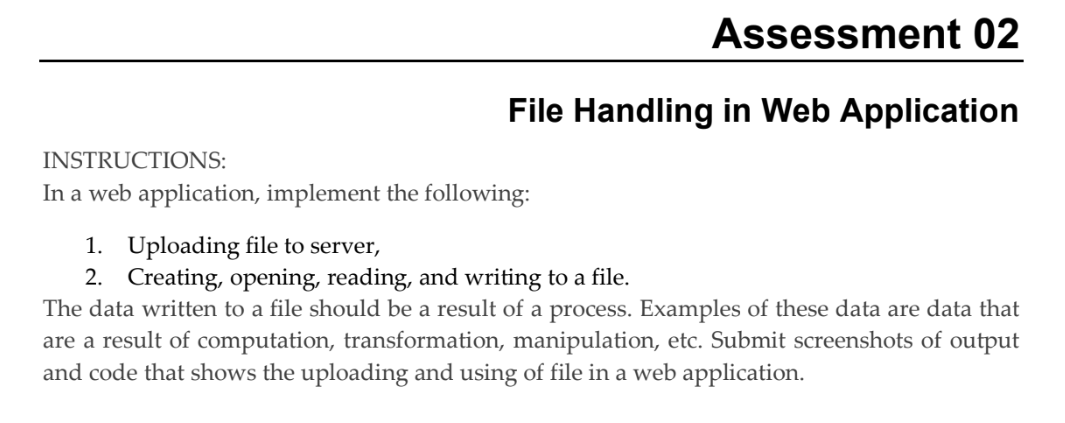 Assessment 02
File Handling in Web Application
INSTRUCTIONS:
In a web application, implement the following:
1. Uploading file to server,
2. Creating, opening, reading, and writing to a file.
The data written to a file should be a result of a process. Examples of these data are data that
are a result of computation, transformation, manipulation, etc. Submit screenshots of output
and code that shows the uploading and using of file in a web application.